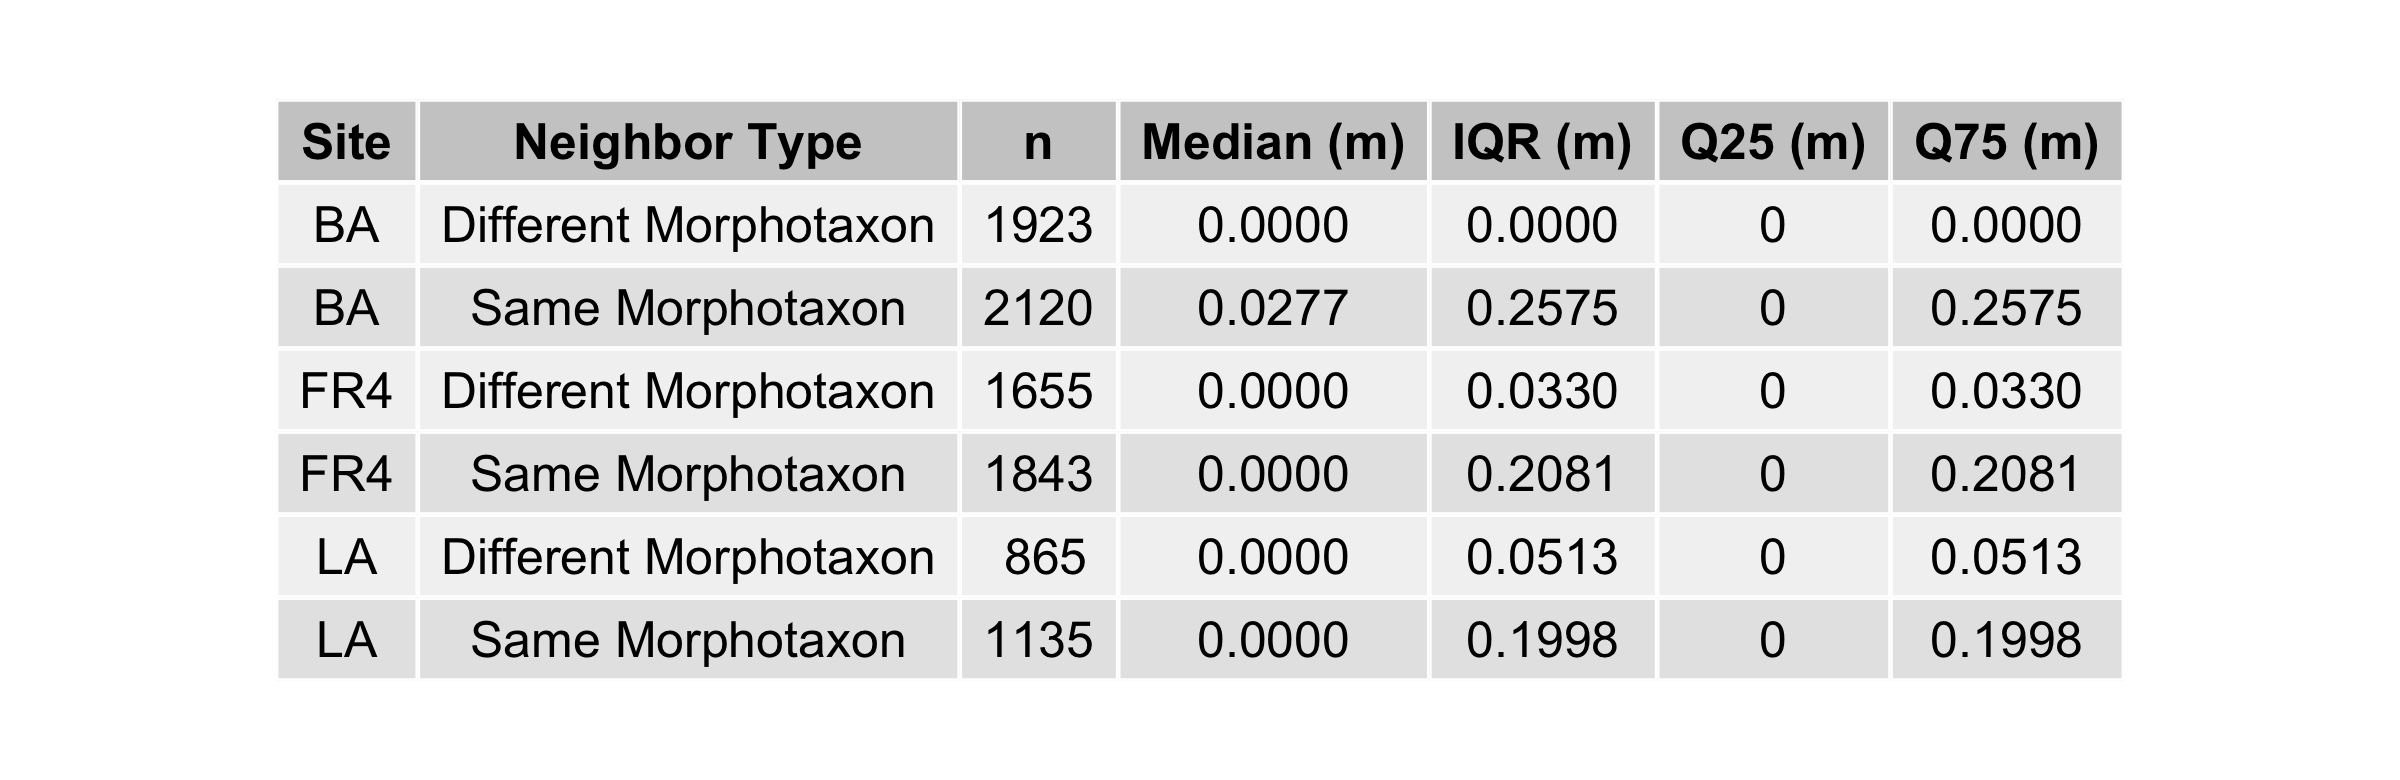 Site Neighbor Type n Median (m) IQR (m) Q25 (m) Q75 (m)
BA Different Morphotaxon 1923 0.0000 0.0000 0 0.0000
BA Same Morphotaxon 2120 0.0277 0.2575 0 0.2575
FR4 Different Morphotaxon 1655 0.0000 0.0330 0 0.0330
FR4 Same Morphotaxon 1843 0.0000 0.2081 0 0.2081
LA Different Morphotaxon 865 0.0000 0.0513 0 0.0513
LA Same Morphotaxon 1135 0.0000 0.1998 0 0.1998